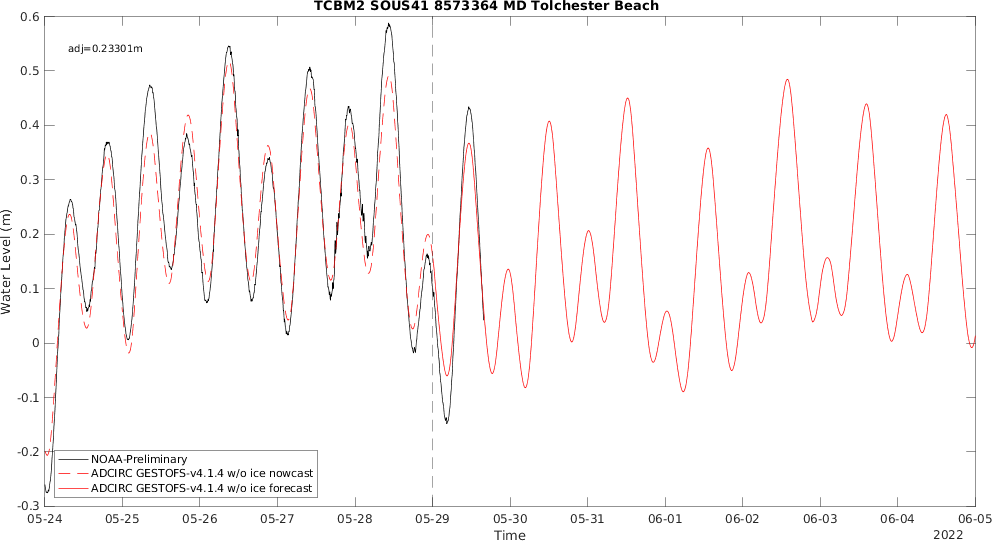 TCBM2 SOUS41 8573364 MD Tolchester Beach
0.6
adj=0.23301m
0.5
0.4
0.3
0.2
0.1
0
-0.1
-0.2
-0.3
Water Level (m)
NOAA-Preliminary
ADCIRC GESTOFS-v4.1.4 w/o ice nowcast
ADCIRC GESTOFS-v4.1.4 w/o ice forecast
05-24 05-25 05-26 05-27 05-28 05-29 05-30 05-31 06-01 06-02 06-03 06-04 06-05
Time
2022